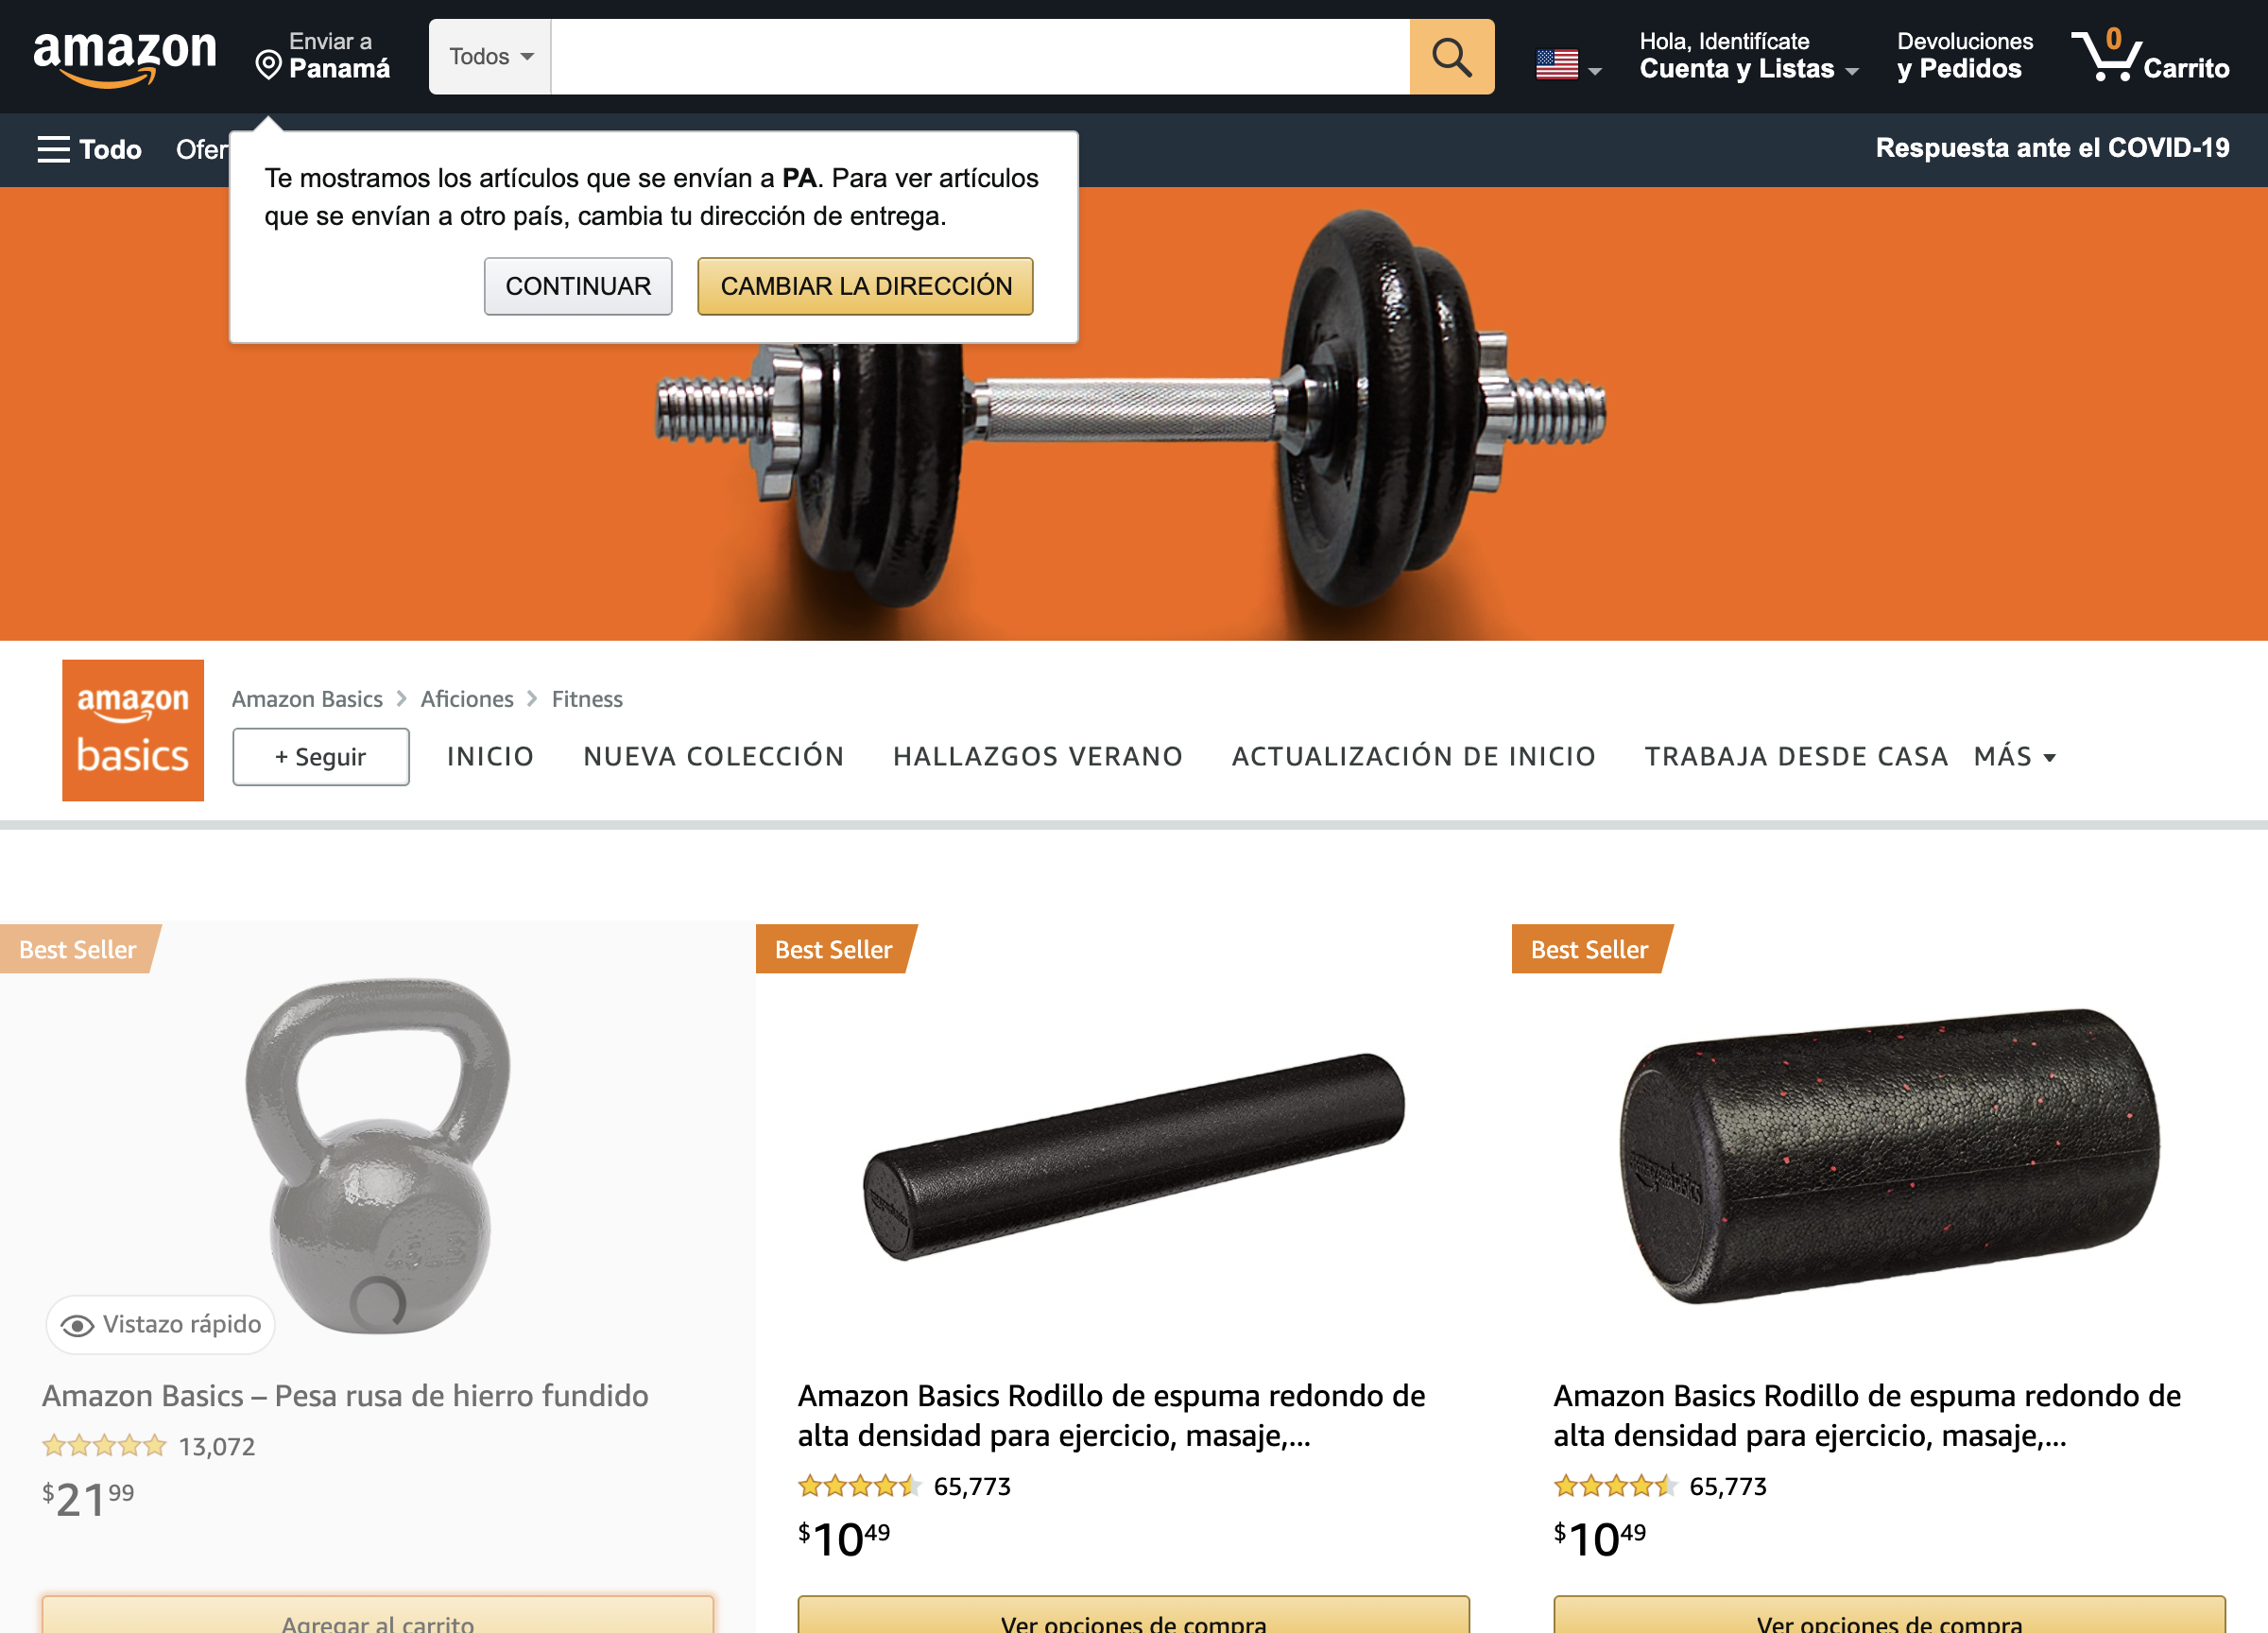 amazon
Enviar a
Panamá
Todos
Hola, Identifícate
Cuenta y Listas
Devoluciones
y Pedidos
0
Carrito
Todo
Ofer
Respuesta ante el COVID-19
Te mostramos los artículos que se envían a PA. Para ver artículos
que se envían a otro país, cambia tu dirección de entrega.
CONTINUAR
CAMBIAR LA DIRECCIÓN
amazon
basics
Amazon Basics
Aficiones
Fitness
+ Seguir
INICIO
NUEVA COLECCIÓN
HALLAZGOS VERANO
ACTUALIZACIÓN DE INICIO
TRABAJA DESDE CASA
MÁS
Best Seller
Vistazo rápido
Amazon Basics – Pesa rusa de hierro fundido
13,072
$21 99
Agregar al carrito
Best Seller
Amazon Basics Rodillo de espuma redondo de
alta densidad para ejercicio, masaje,...
65,773
$10 49
Ver opciones de compra
Best Seller
amazonbasics
Amazon Basics Rodillo de espuma redondo de
alta densidad para ejercicio, masaje,...
65,773
$10 49
Ver opciones de compra